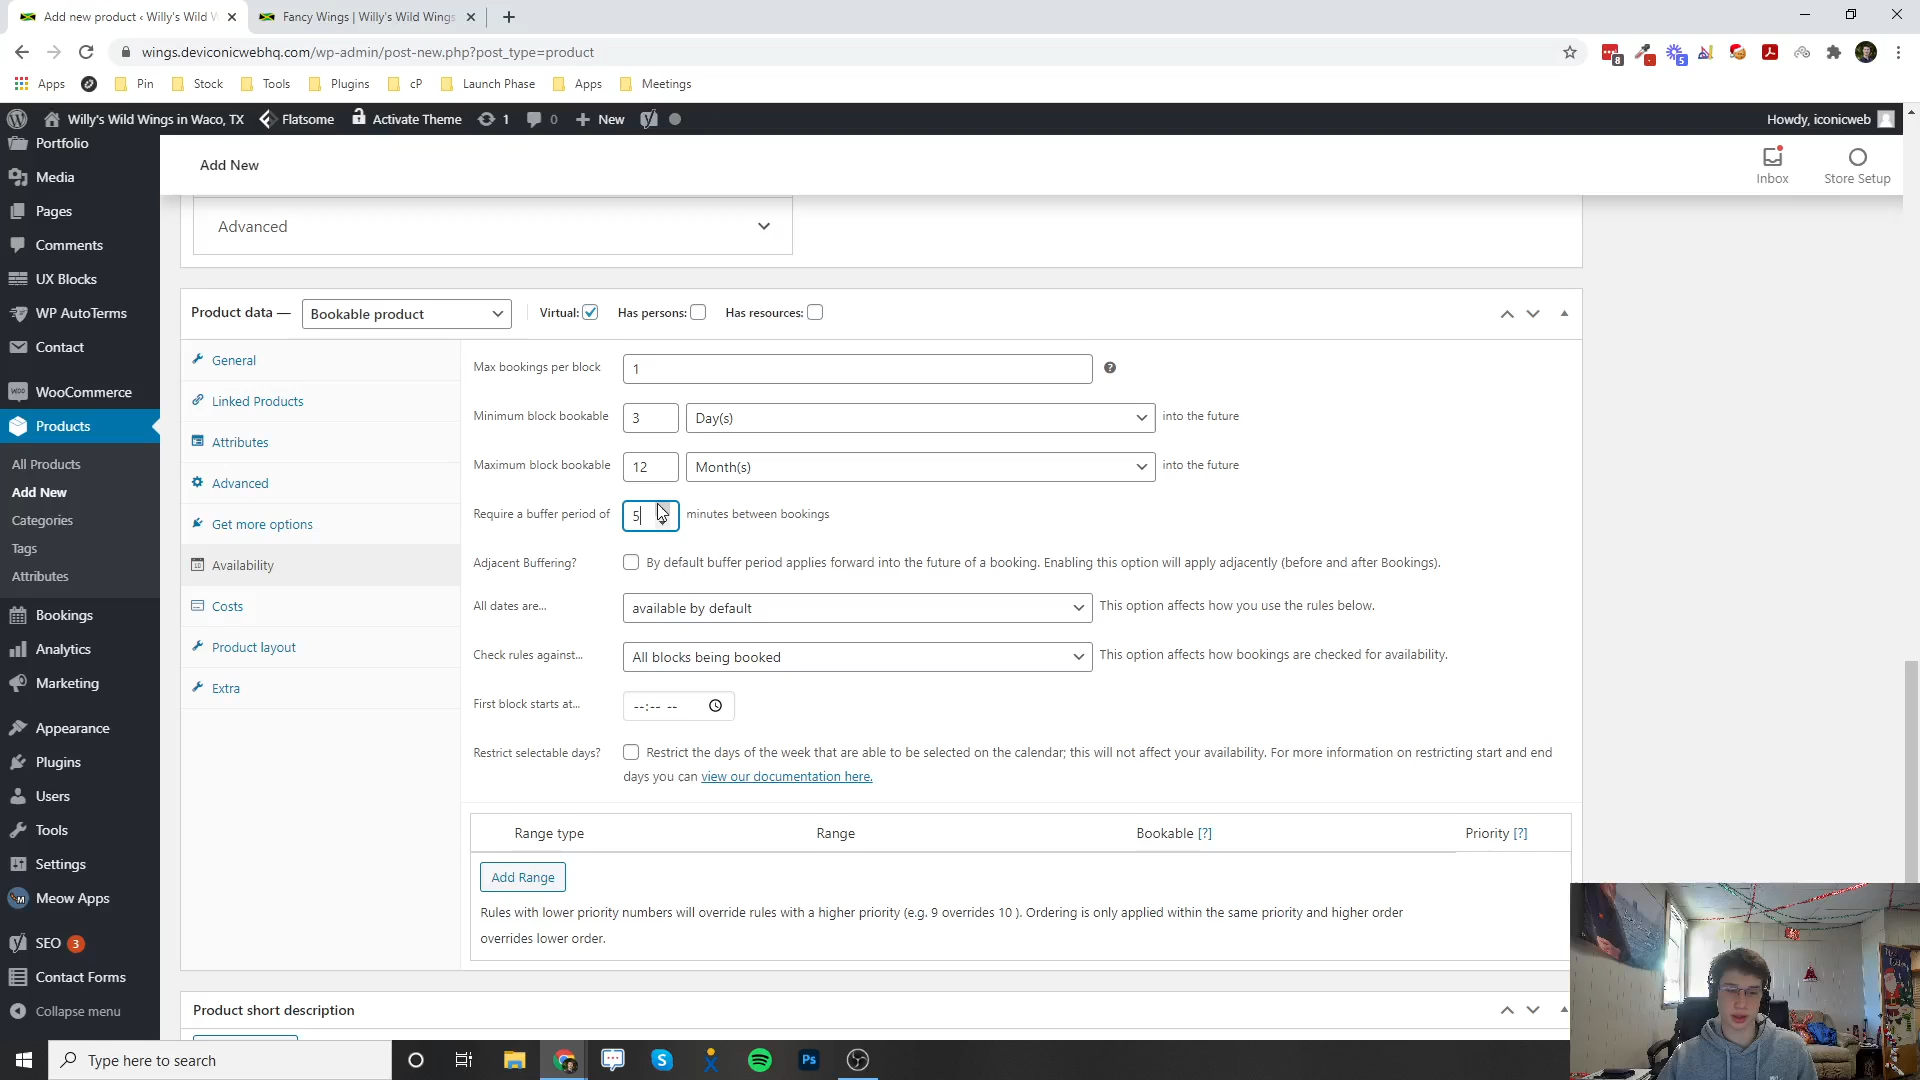 Add new product ‹ Willy's Wild W
Fancy Wings | Willy's Wild Wings
wings.deviconicwebhq.com/wp-admin/post-new.php?post_type=product
8
5
Apps
Pin
Stock
Tools
Plugins
cP
Launch Phase
Apps
Meetings
Willy's Wild Wings in Waco, TX
Flatsome
Activate Theme
1
0
New
Howdy, iconicweb
Portfolio
Media
Pages
Comments
UX Blocks
WP AutoTerms
Contact
WooCommerce
Products
All Products
Add New
Categories
Tags
Attributes
Bookings
Analytics
Marketing
Appearance
Plugins
Users
Tools
Settings
Meow Apps
SEO 3
Contact Forms
Collapse menu
Add New
Inbox
Store Setup
Advanced
Product data —
Bookable product
Virtual:
Has persons:
Has resources:
General
Linked Products
Attributes
Advanced
Get more options
Availability
Costs
Product layout
Extra
Max bookings per block
1
Minimum block bookable
3
Day(s)
into the future
Maximum block bookable
12
Month(s)
into the future
Require a buffer period of
5
minutes between bookings
Adjacent Buffering?
By default buffer period applies forward into the future of a booking. Enabling this option will apply adjacently (before and after Bookings).
All dates are...
available by default
This option affects how you use the rules below.
Check rules against...
All blocks being booked
This option affects how bookings are checked for availability.
First block starts at...
--:-- --
Restrict selectable days?
Restrict the days of the week that are able to be selected on the calendar; this will not affect your availability. For more information on restricting start and end
days you can view our documentation here.
Range type
Range
Bookable [?]
Priority [?]
Add Range
Rules with lower priority numbers will override rules with a higher priority (e.g. 9 overrides 10 ). Ordering is only applied within the same priority and higher order
overrides lower order.
Product short description
Type here to search
Ps